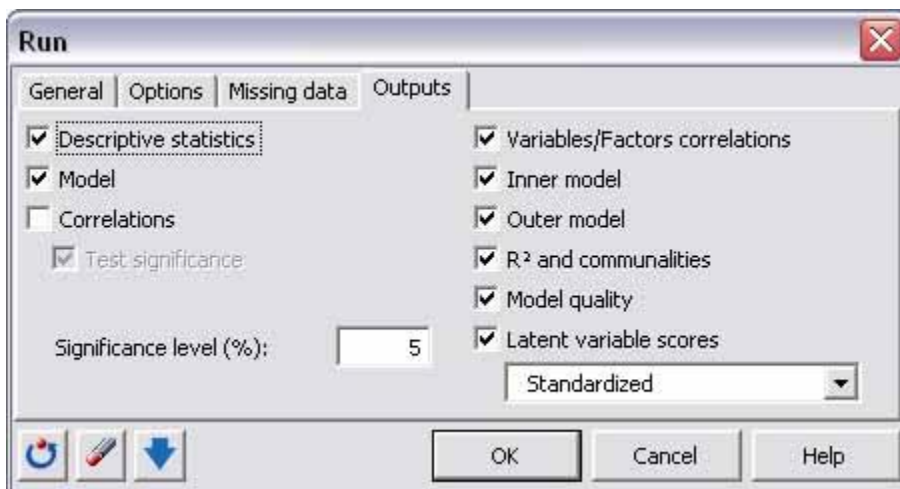 Run
General
Options
Missing data
Outputs
Descriptive statistics
Model
Correlations
Test significance
Significance level (%):
5
Variables/Factors correlations
Inner model
Outer model
R² and communalities
Model quality
Latent variable scores
Standardized
OK
Cancel
Help